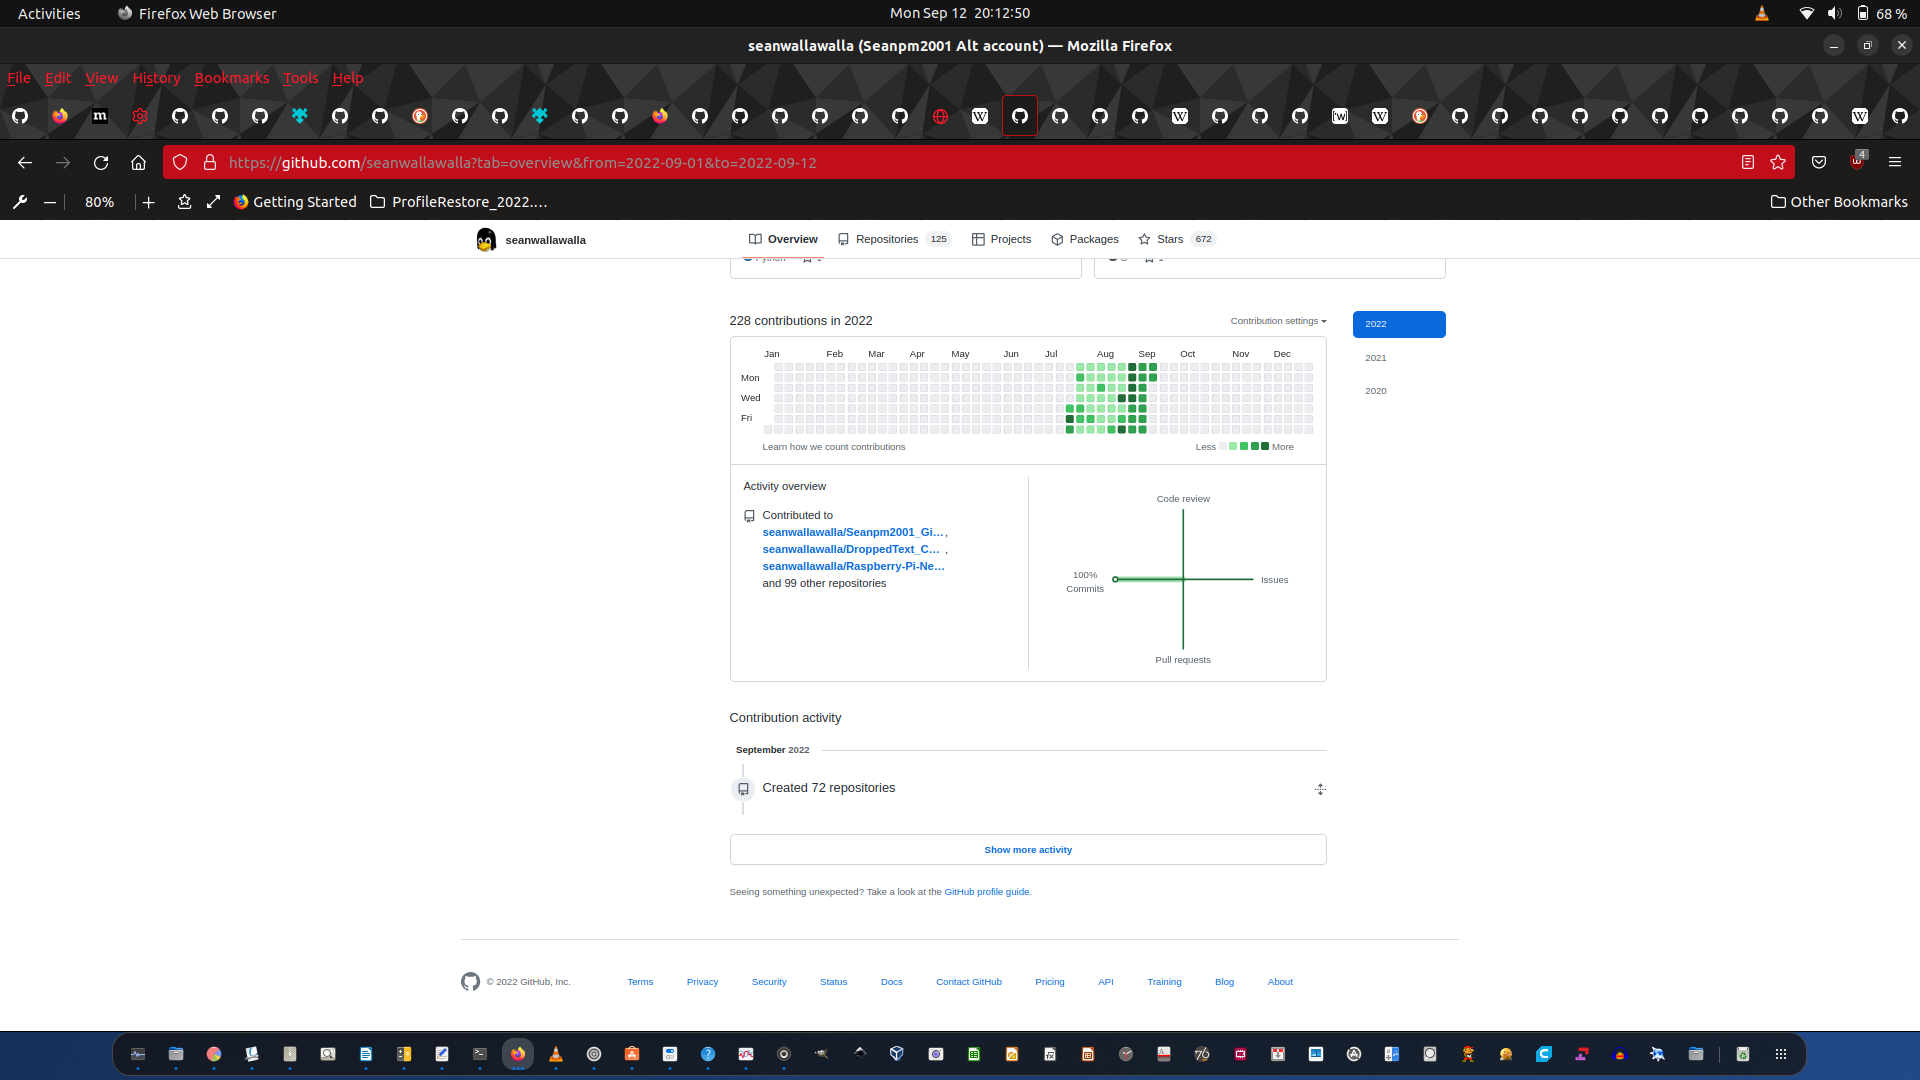 Activities Firefox Web Browser Mon Sep 12 20:12:50 68 %
seanwallawalla (Seanpm2001 Alt account) — Mozilla Firefox
File Edit View History Bookmarks Tools Help
https://github.com/seanwallawalla?tab=overview&from=2022-09-01&to=2022-09-12 4
80% Getting Started ProfileRestore_2022.… Other Bookmarks
seanwallawalla Overview Repositories 125 Projects Packages Stars 672
228 contributions in 2022 Contribution settings 2022
Jan Feb Mar Apr May Jun Jul Aug Sep Oct Nov Dec 2021
Mon
Wed 2020
Fri
Learn how we count contributions Less More
Activity overview
Contributed to
seanwallawalla/Seanpm2001_Gi…,
seanwallawalla/DroppedText_C… ,
seanwallawalla/Raspberry-Pi-Ne…
and 99 other repositories
Code review
100%
Commits
Issues
Pull requests
Contribution activity
September 2022
Created 72 repositories
Show more activity
Seeing something unexpected? Take a look at the GitHub profile guide.
© 2022 GitHub, Inc. Terms Privacy Security Status Docs Contact GitHub Pricing API Training Blog About